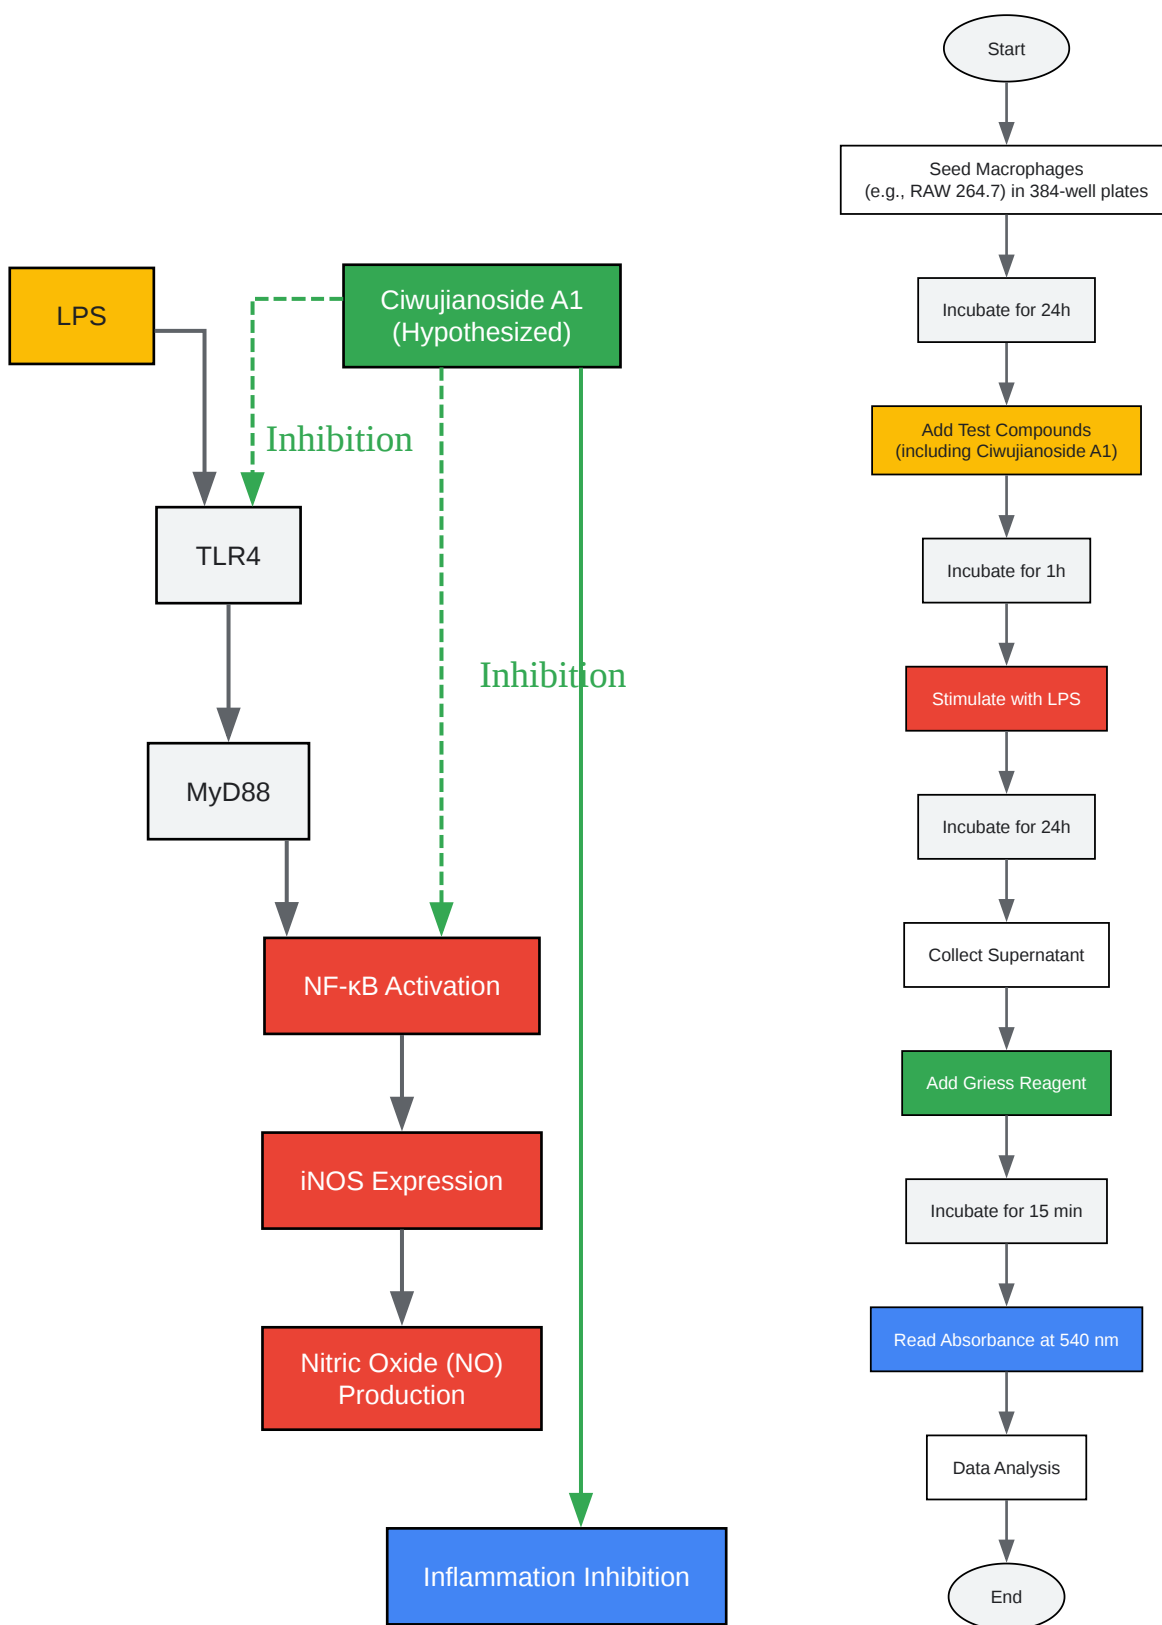 LPS
Ciwujianoside A1
(Hypothesized)
Inhibition
TLR4
Inhibition
MyD88
NF-κB Activation
iNOS Expression
Nitric Oxide (NO)
Production
Inflammation Inhibition
Start
Seed Macrophages
(e.g., RAW 264.7) in 384-well plates
Incubate for 24h
Add Test Compounds
(including Ciwujianoside A1)
Incubate for 1h
Stimulate with LPS
Incubate for 24h
Collect Supernatant
Add Griess Reagent
Incubate for 15 min
Read Absorbance at 540 nm
Data Analysis
End